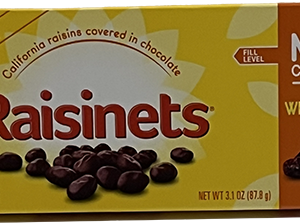 California raisins covered in chocolate
FILL
LEVEL
Raisinets®
NET WT 3.1 OZ (87.8 g)